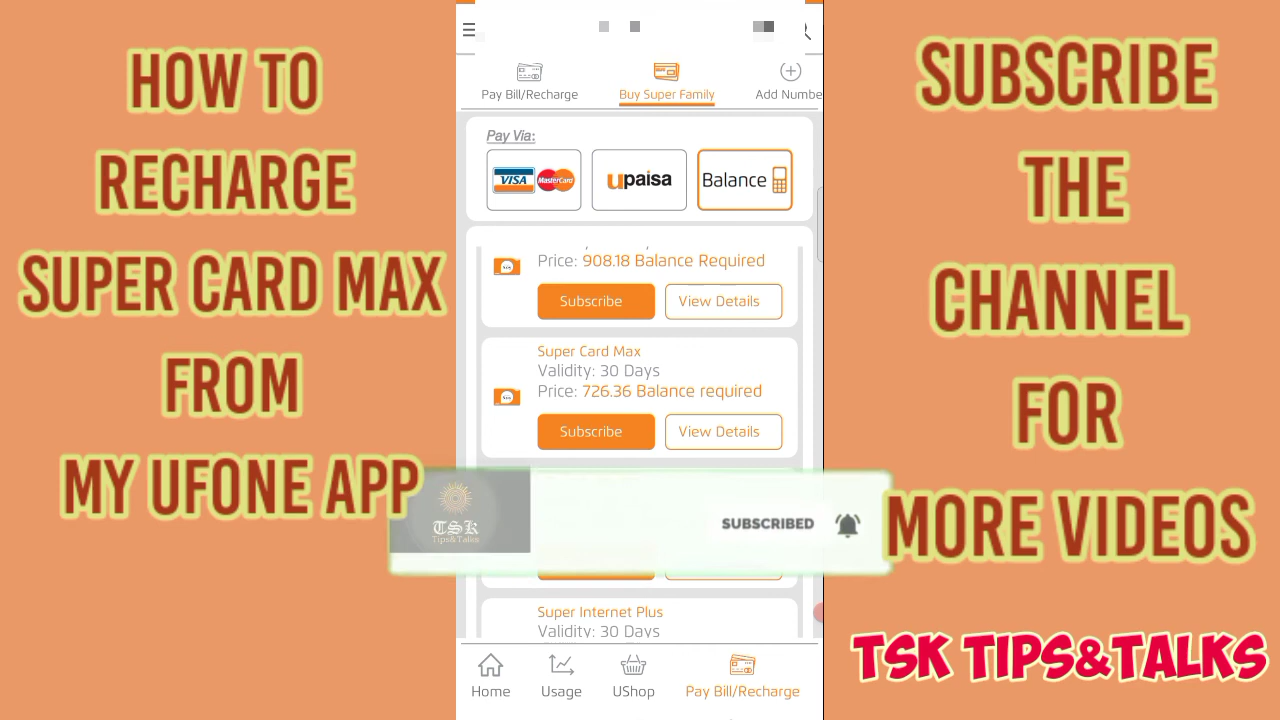 HOW TO
RECHARGE
SUPER CARD MAX
FROM
MY UFONE APP
Pay Bill/Recharge
Buy Super Family
Add Numbe
Pay Via:
VISA
MasterCard
upaisa
Balance
Price: 908.18 Balance Required
Subscribe
View Details
Super Card Max
Validity: 30 Days
Price: 726.36 Balance required
Subscribe
View Details
TSK
Tips&Talks
SUBSCRIBED
Super Internet Plus
Validity: 30 Days
Home
Usage
UShop
Pay Bill/Recharge
SUBSCRIBE
THE
CHANNEL
FOR
MORE VIDEOS
TSK TIPS&TALKS